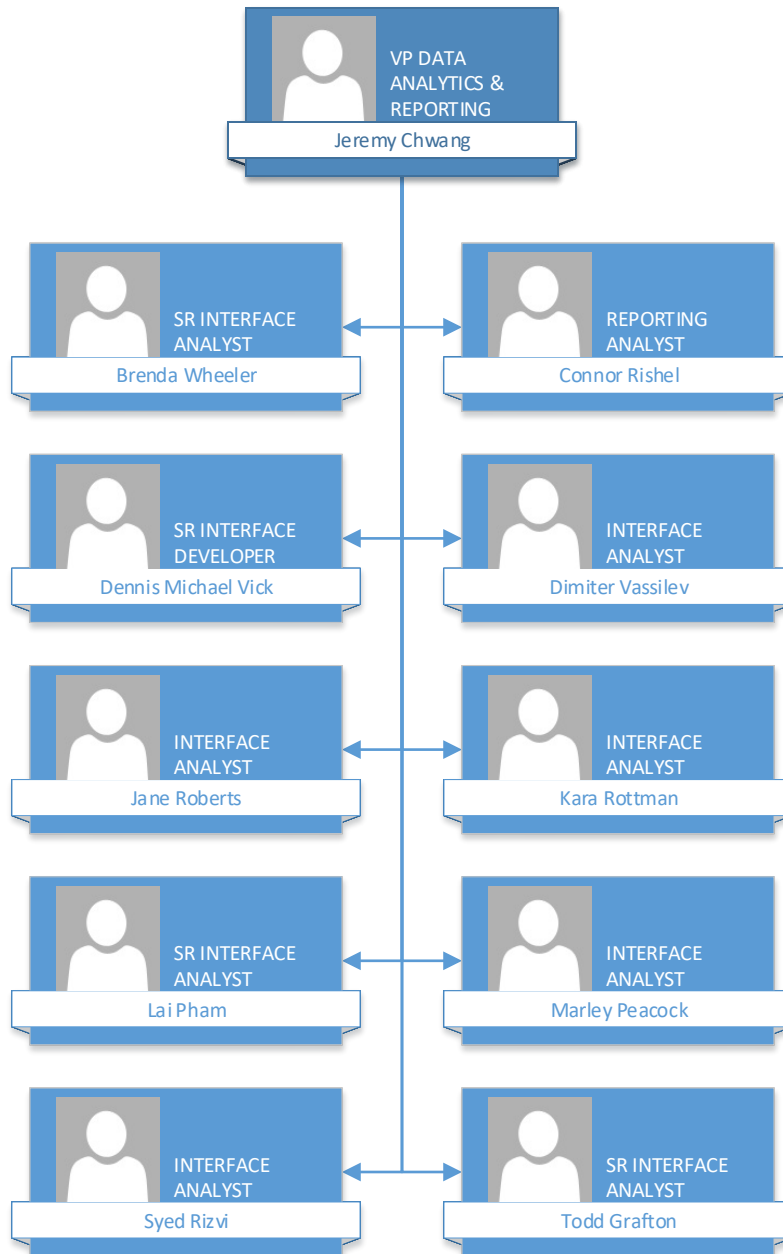 VP DATA
ANALYTICS &
REPORTING
Jeremy Chwang
SR INTERFACE
ANALYST
Brenda Wheeler
REPORTING
ANALYST
Connor Rishel
SR INTERFACE
DEVELOPER
Dennis Michael Vick
INTERFACE
ANALYST
Dimiter Vassilev
INTERFACE
ANALYST
Jane Roberts
INTERFACE
ANALYST
Kara Rottman
SR INTERFACE
ANALYST
Lai Pham
INTERFACE
ANALYST
Marley Peacock
INTERFACE
ANALYST
Syed Rizvi
SR INTERFACE
ANALYST
Todd Grafton